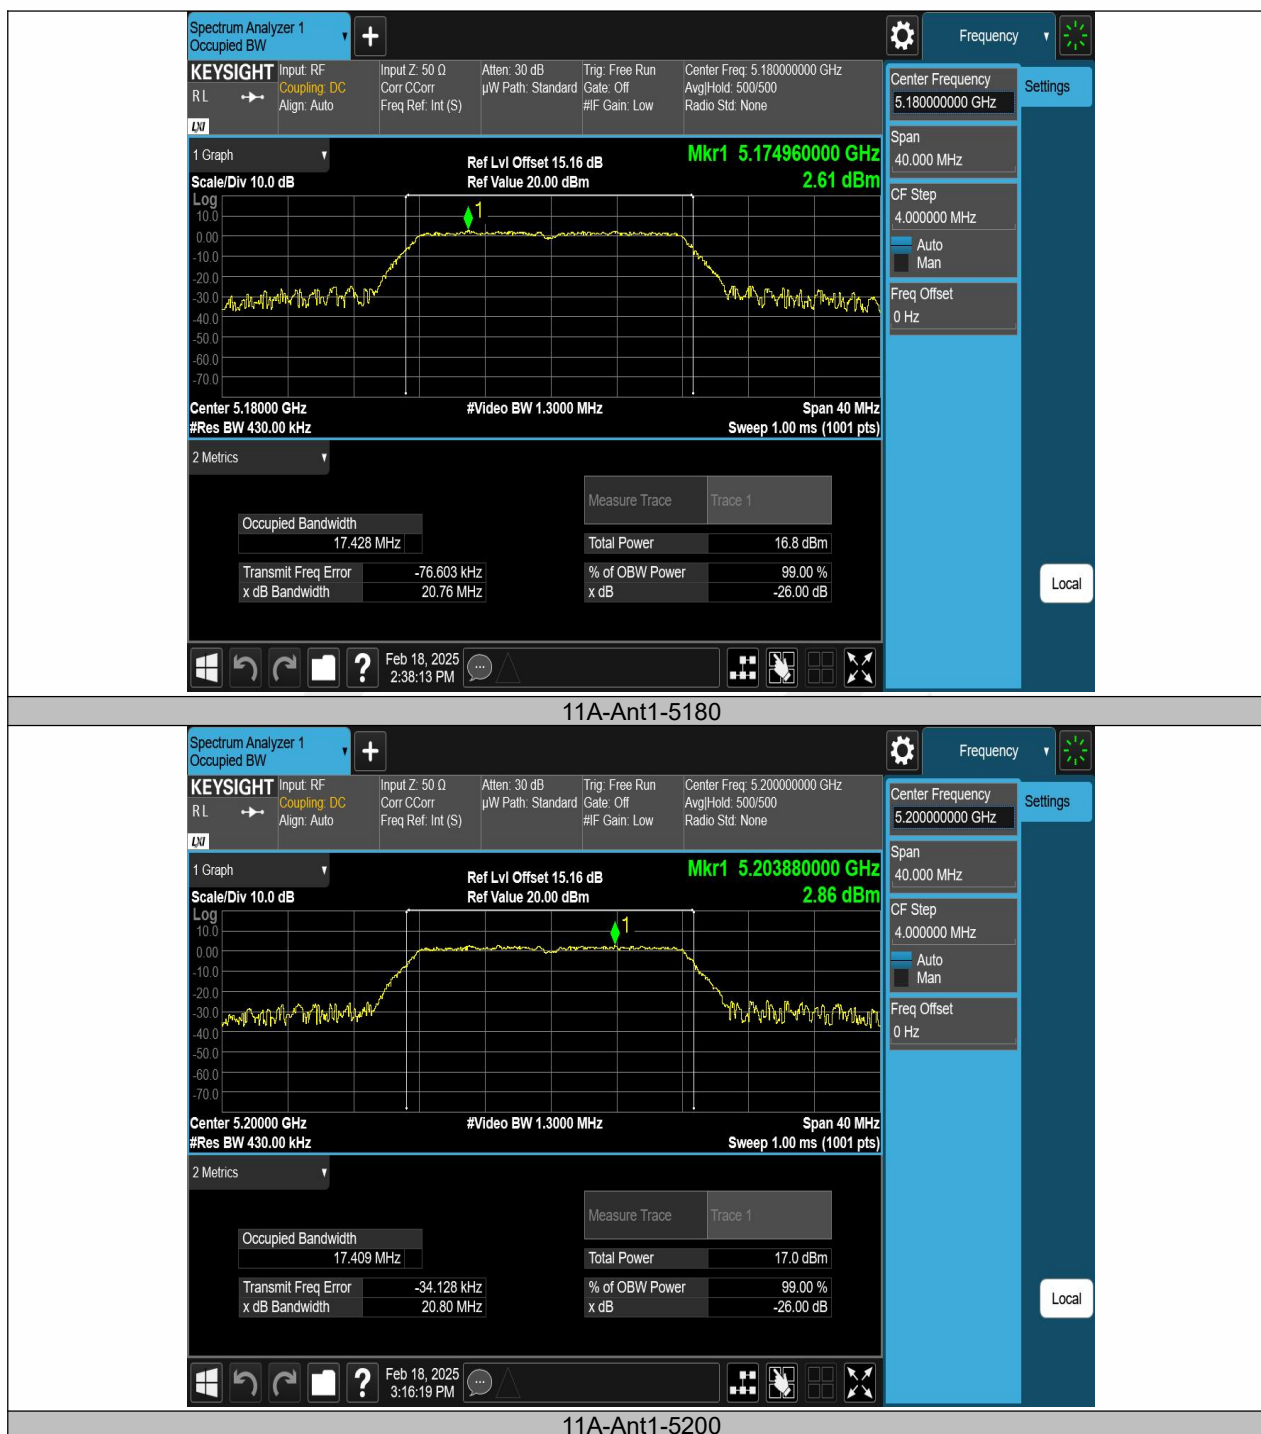 Spectrum Analyzer 1
Occupied BW
+
Frequency
KEYSIGHT
R L
LXI
Input: RF
Coupling: DC
Align: Auto
Input Z: 50 Ω
Corr CCorr
Freq Ref: Int (S)
Atten: 30 dB
µW Path: Standard
Trig: Free Run
Gate: Off
#IF Gain: Low
Center Freq: 5.180000000 GHz
Avg|Hold: 500/500
Radio Std: None
Center Frequency
5.180000000 GHz
Settings
Span
40.000 MHz
CF Step
4.000000 MHz
Auto
Man
Freq Offset
0 Hz
Local
1 Graph
Scale/Div 10.0 dB
Ref Lvl Offset 15.16 dB
Ref Value 20.00 dBm
Mkr1 5.174960000 GHz
2.61 dBm
Log
1
10.0
0.00
-10.0
-20.0
-30.0
-40.0
-50.0
-60.0
-70.0
Center 5.18000 GHz
#Video BW 1.3000 MHz
Span 40 MHz
#Res BW 430.00 kHz
Sweep 1.00 ms (1001 pts)
2 Metrics
Measure Trace Trace 1
Occupied Bandwidth
17.428 MHz
Total Power 16.8 dBm
Transmit Freq Error -76.603 kHz
% of OBW Power 99.00 %
x dB Bandwidth 20.76 MHz
x dB -26.00 dB
?
Feb 18, 2025
2:38:13 PM
11A-Ant1-5180
Spectrum Analyzer 1
Occupied BW
+
Frequency
KEYSIGHT
R L
LXI
Input: RF
Coupling: DC
Align: Auto
Input Z: 50 Ω
Corr CCorr
Freq Ref: Int (S)
Atten: 30 dB
µW Path: Standard
Trig: Free Run
Gate: Off
#IF Gain: Low
Center Freq: 5.200000000 GHz
Avg|Hold: 500/500
Radio Std: None
Center Frequency
5.200000000 GHz
Settings
Span
40.000 MHz
CF Step
4.000000 MHz
Auto
Man
Freq Offset
0 Hz
Local
1 Graph
Scale/Div 10.0 dB
Ref Lvl Offset 15.16 dB
Ref Value 20.00 dBm
Mkr1 5.203880000 GHz
2.86 dBm
Log
1
10.0
0.00
-10.0
-20.0
-30.0
-40.0
-50.0
-60.0
-70.0
Center 5.20000 GHz
#Video BW 1.3000 MHz
Span 40 MHz
#Res BW 430.00 kHz
Sweep 1.00 ms (1001 pts)
2 Metrics
Measure Trace Trace 1
Occupied Bandwidth
17.409 MHz
Total Power 17.0 dBm
Transmit Freq Error -34.128 kHz
% of OBW Power 99.00 %
x dB Bandwidth 20.80 MHz
x dB -26.00 dB
?
Feb 18, 2025
3:16:19 PM
11A-Ant1-5200